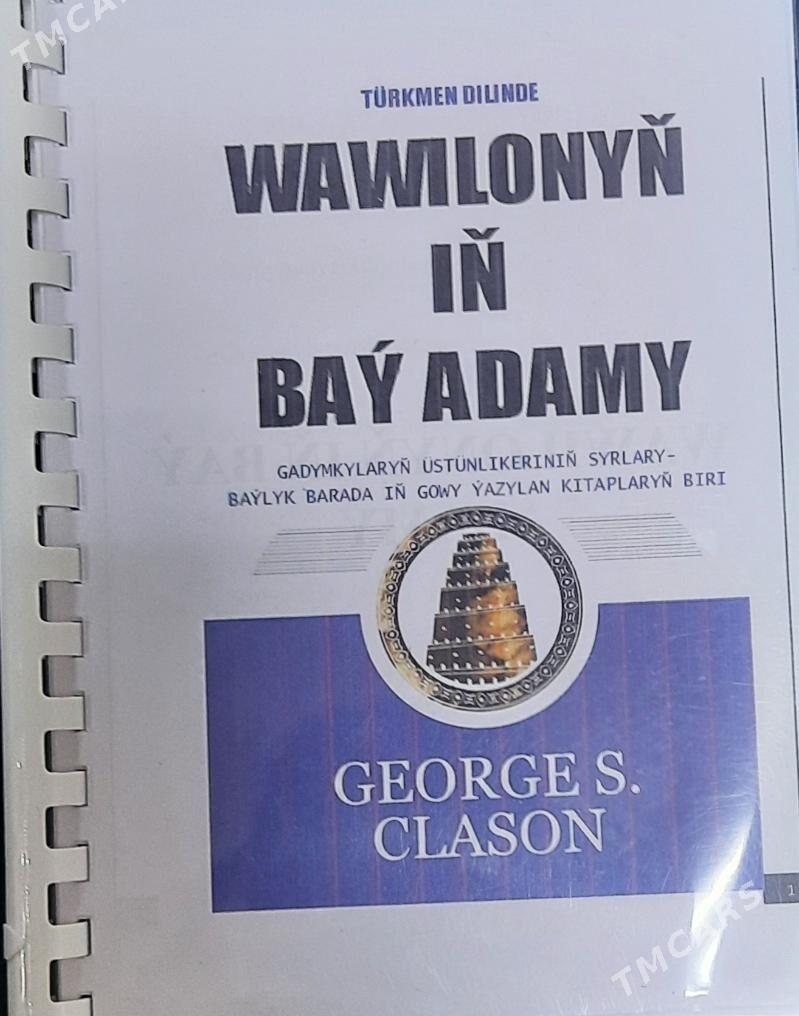 TMCARS
TÜRKMEN DILINDE
WAWILONYŇ
IŇ
BAÝ ADAMY
GADYMKYLARYŇ ÜSTÜNLIKERINIŇ SYRLARY-
BAÝLYK BARADA IŇ GOWY ÝAZYLAN KITAPLARYŇ BIRI
GEORGE S.
CLASON
1
TMCARS